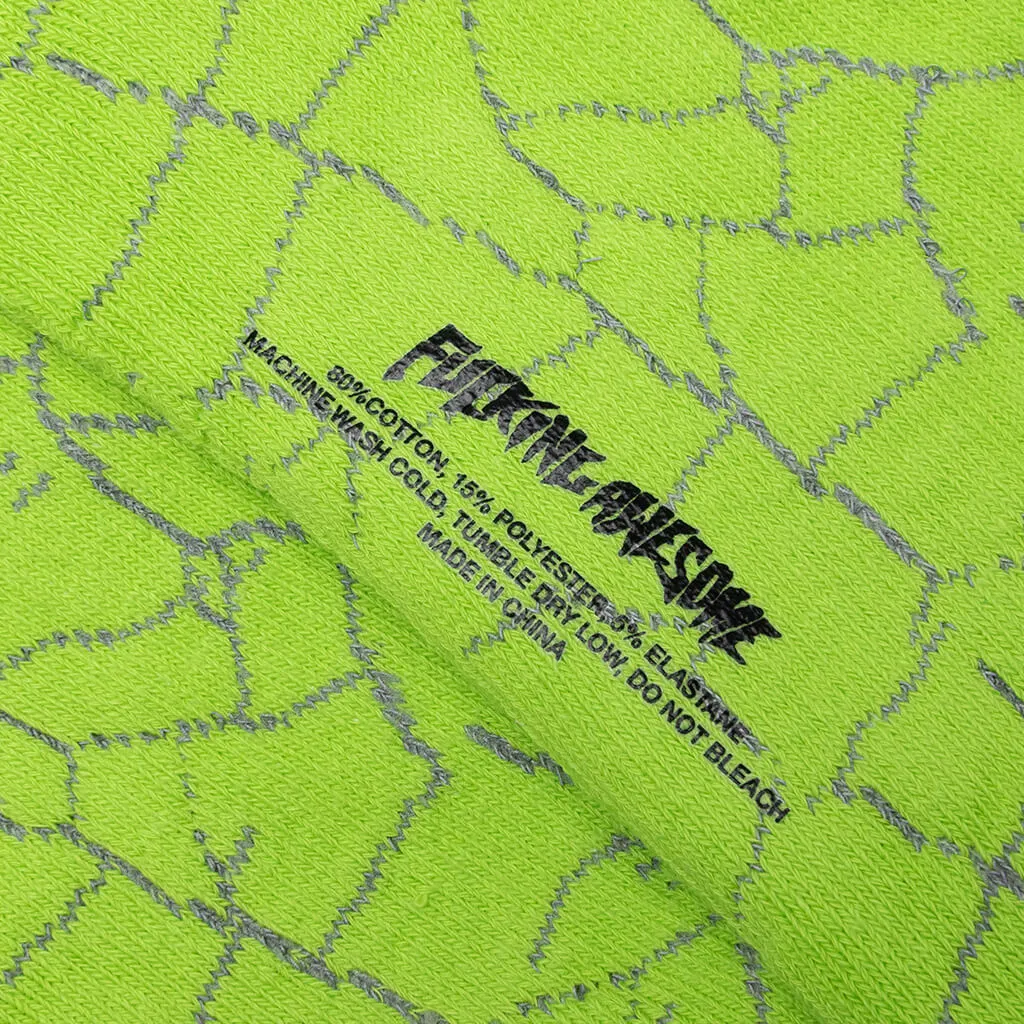 FUCKING AWESOME
80%COTTON, 15% POLYESTER, 5% ELASTANE
MACHINE WASH COLD, TUMBLE DRY LOW, DO NOT BLEACH
MADE IN CHINA